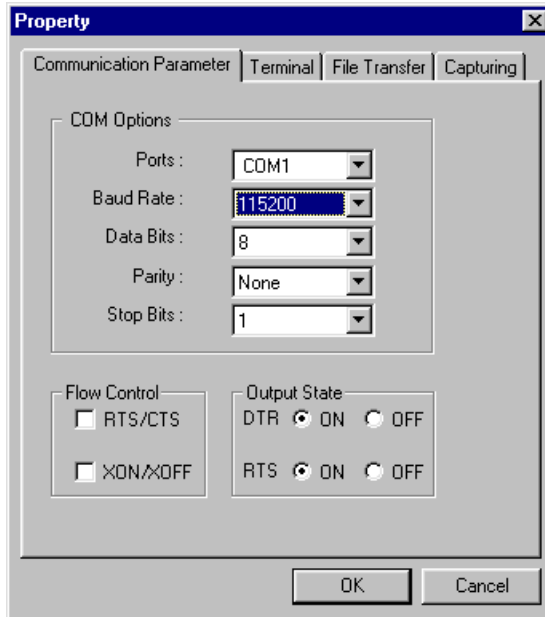 Property
Communication Parameter Terminal File Transfer Capturing
COM Options
Ports : COM1
Baud Rate : 115200
Data Bits : 8
Parity : None
Stop Bits : 1
Flow Control
RTS/CTS
XON/XOFF
Output State
DTR ON OFF
RTS ON OFF
OK Cancel